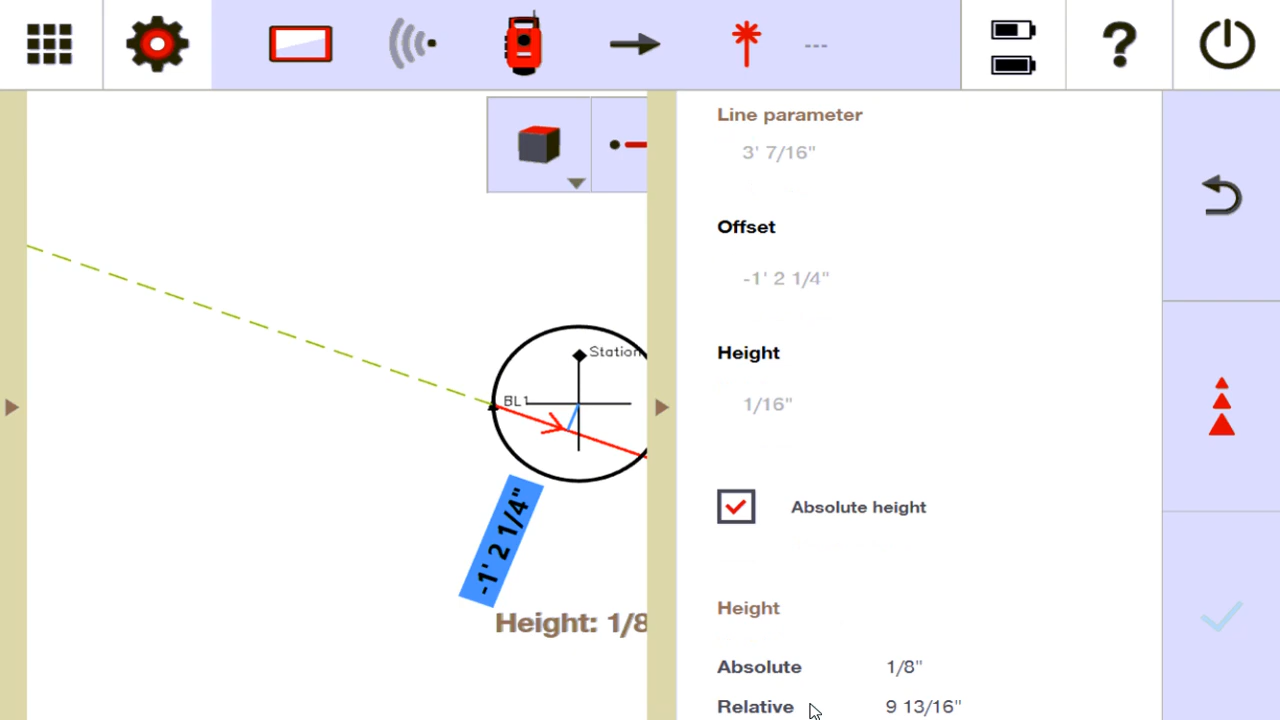 ?
---
Line parameter
3' 7/16"
Offset
-1' 2 1/4"
Height
1/16"
Absolute height
Height
Absolute 1/8"
Relative 9 13/16"
Station
BL1
-1' 2 1/4"
Height: 1/8